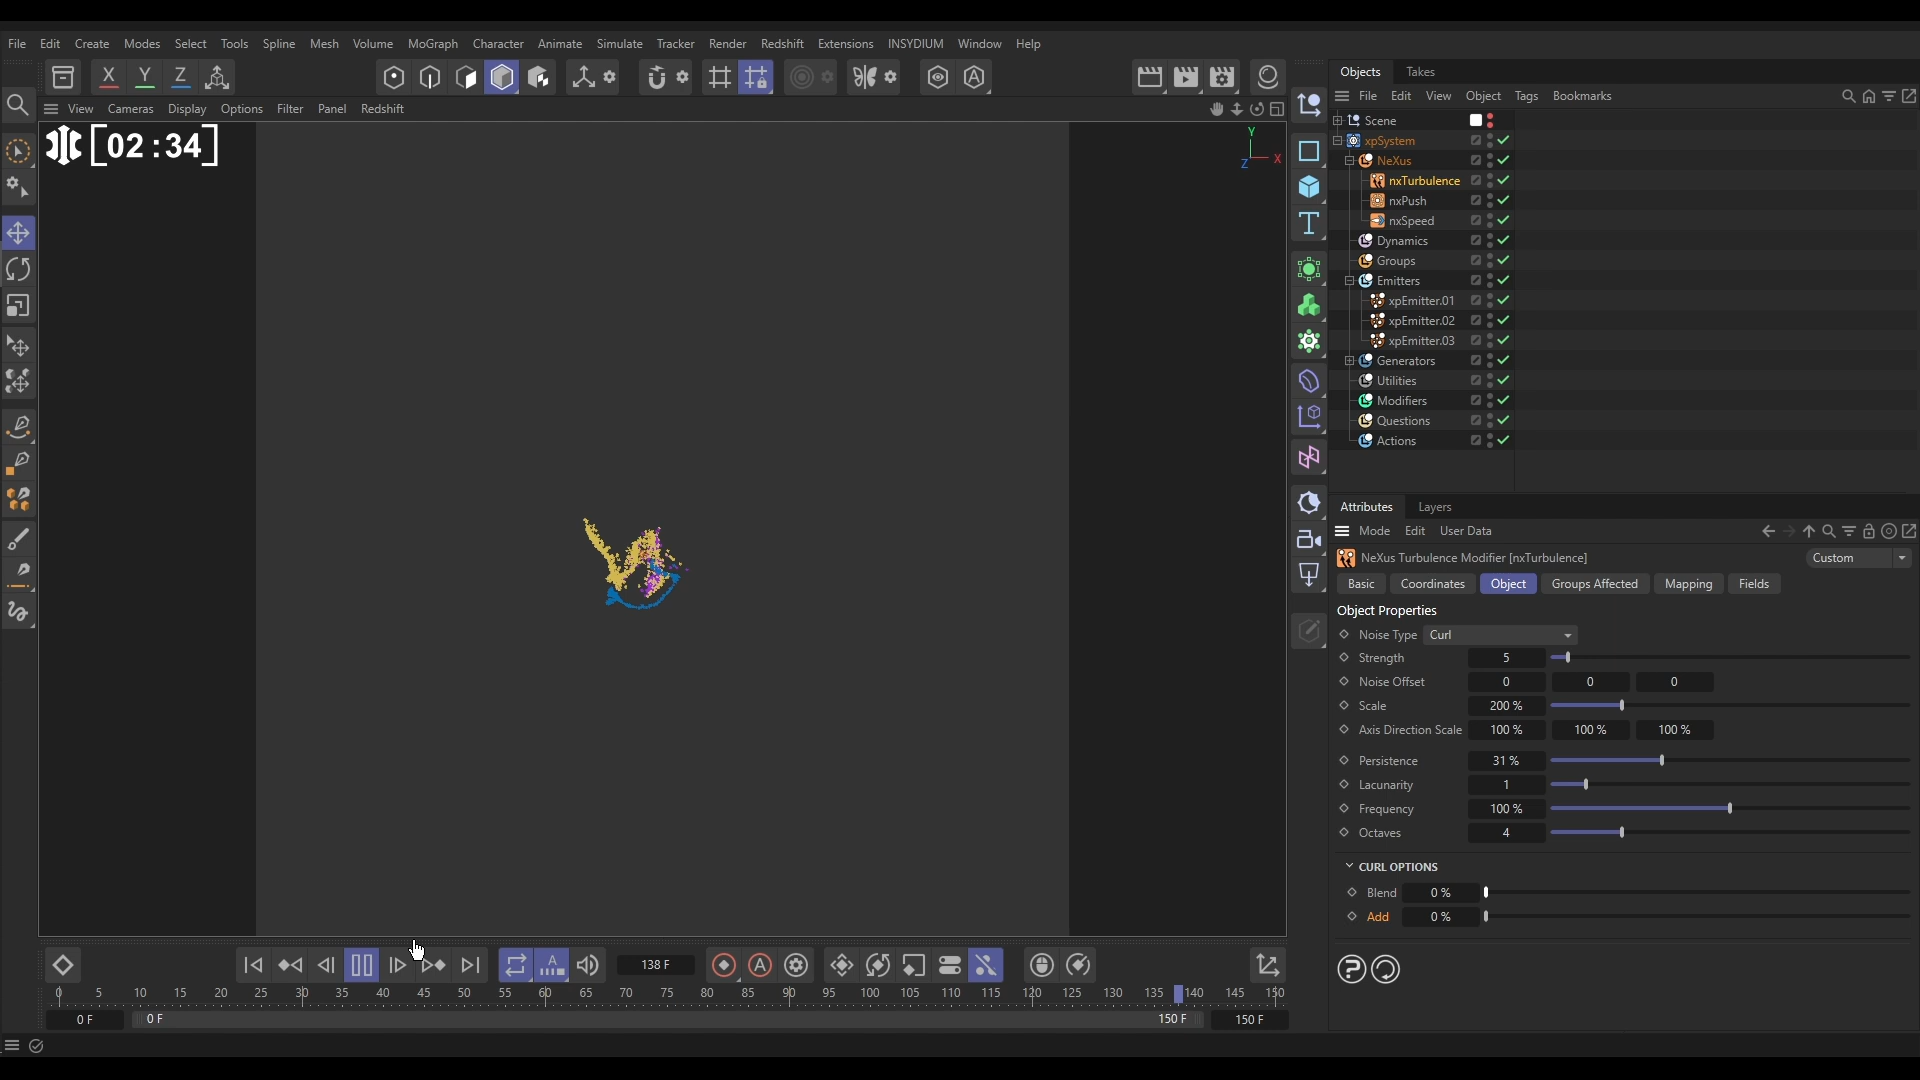 File Edit Create Modes Select Tools Spline Mesh Volume MoGraph Character Animate Simulate Tracker Render Redshift Extensions INSYDIUM Window Help
X Y Z
View Cameras Display Options Filter Panel Redshift
[02:34]
Y
X
Z
Objects Takes
File Edit View Object Tags Bookmarks
Scene
xpSystem
NeXus
nxTurbulence
nxPush
nxSpeed
Dynamics
Groups
Emitters
xpEmitter.01
xpEmitter.02
xpEmitter.03
Generators
Utilities
Modifiers
Questions
Actions
Attributes Layers
Mode Edit User Data
NeXus Turbulence Modifier [nxTurbulence] Custom
Basic Coordinates Object Groups Affected Mapping Fields
Object Properties
Noise Type Curl
Strength 5
Noise Offset 0 0 0
Scale 200 %
Axis Direction Scale 100 % 100 % 100 %
Persistence 31 %
Lacunarity 1
Frequency 100 %
Octaves 4
CURL OPTIONS
Blend 0 %
Add 0 %
138 F
0 5 10 15 20 25 30 35 40 45 50 55 60 65 70 75 80 85 90 95 100 105 110 115 120 125 130 135 140 145 150
0 F 0 F 150 F 150 F